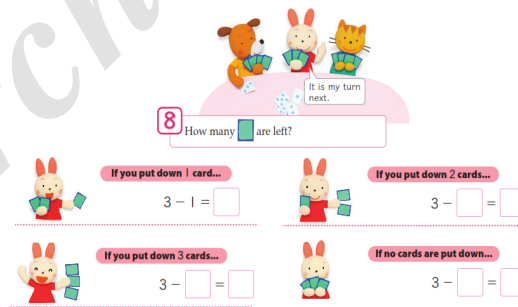 It is my turn
next.
8
How many are left?
If you put down 1 card...
3 - 1 =
If you put down 2 cards...
3 - =
If you put down 3 cards...
3 - =
If no cards are put down...
3 - =